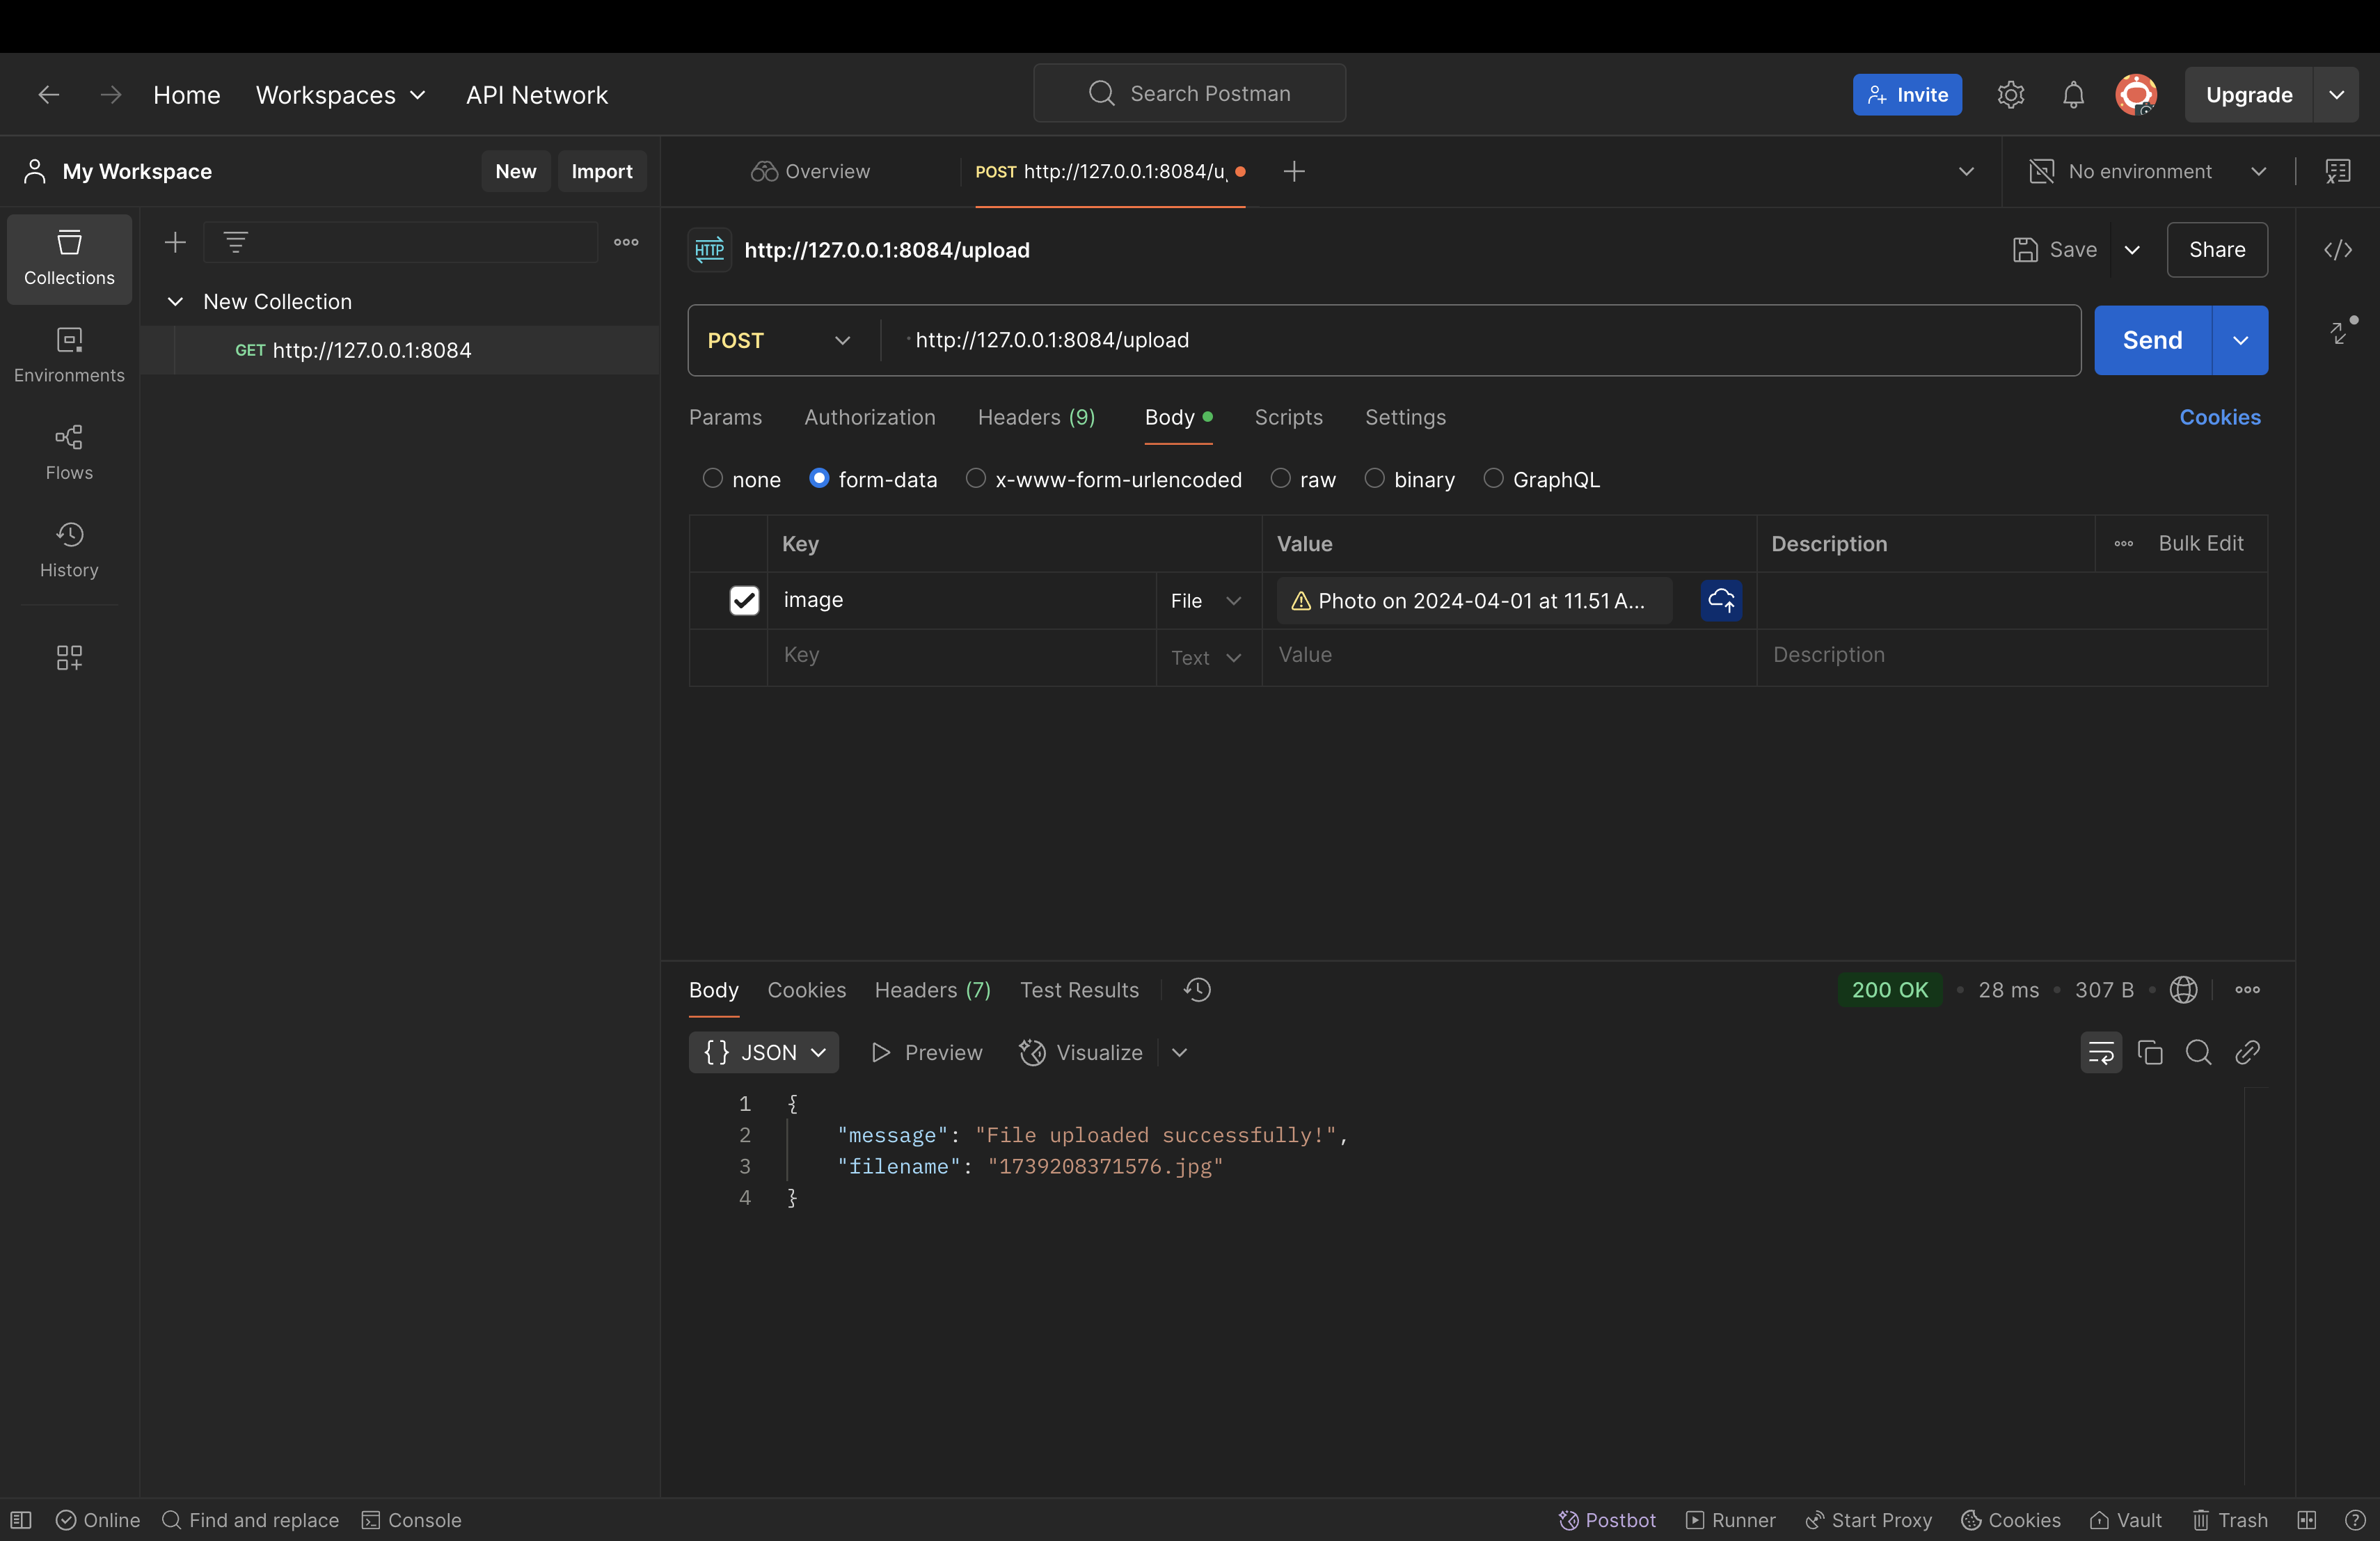 Home Workspaces API Network Search Postman Invite Upgrade
My Workspace New Import Overview POST http://127.0.0.1:8084/u No environment
Collections
Environments
Flows
History
New Collection
GET http://127.0.0.1:8084
HTTP http://127.0.0.1:8084/upload Save Share
POST http://127.0.0.1:8084/upload Send
Params Authorization Headers (9) Body Scripts Settings Cookies
none form-data x-www-form-urlencoded raw binary GraphQL
Key Value Description Bulk Edit
image File Photo on 2024-04-01 at 11.51 A...
Key Text Value Description
Body Cookies Headers (7) Test Results 200 OK 28 ms 307 B
{} JSON Preview Visualize
1 {
2 "message": "File uploaded successfully!",
3 "filename": "1739208371576.jpg"
4 }
Online Find and replace Console Postbot Runner Start Proxy Cookies Vault Trash